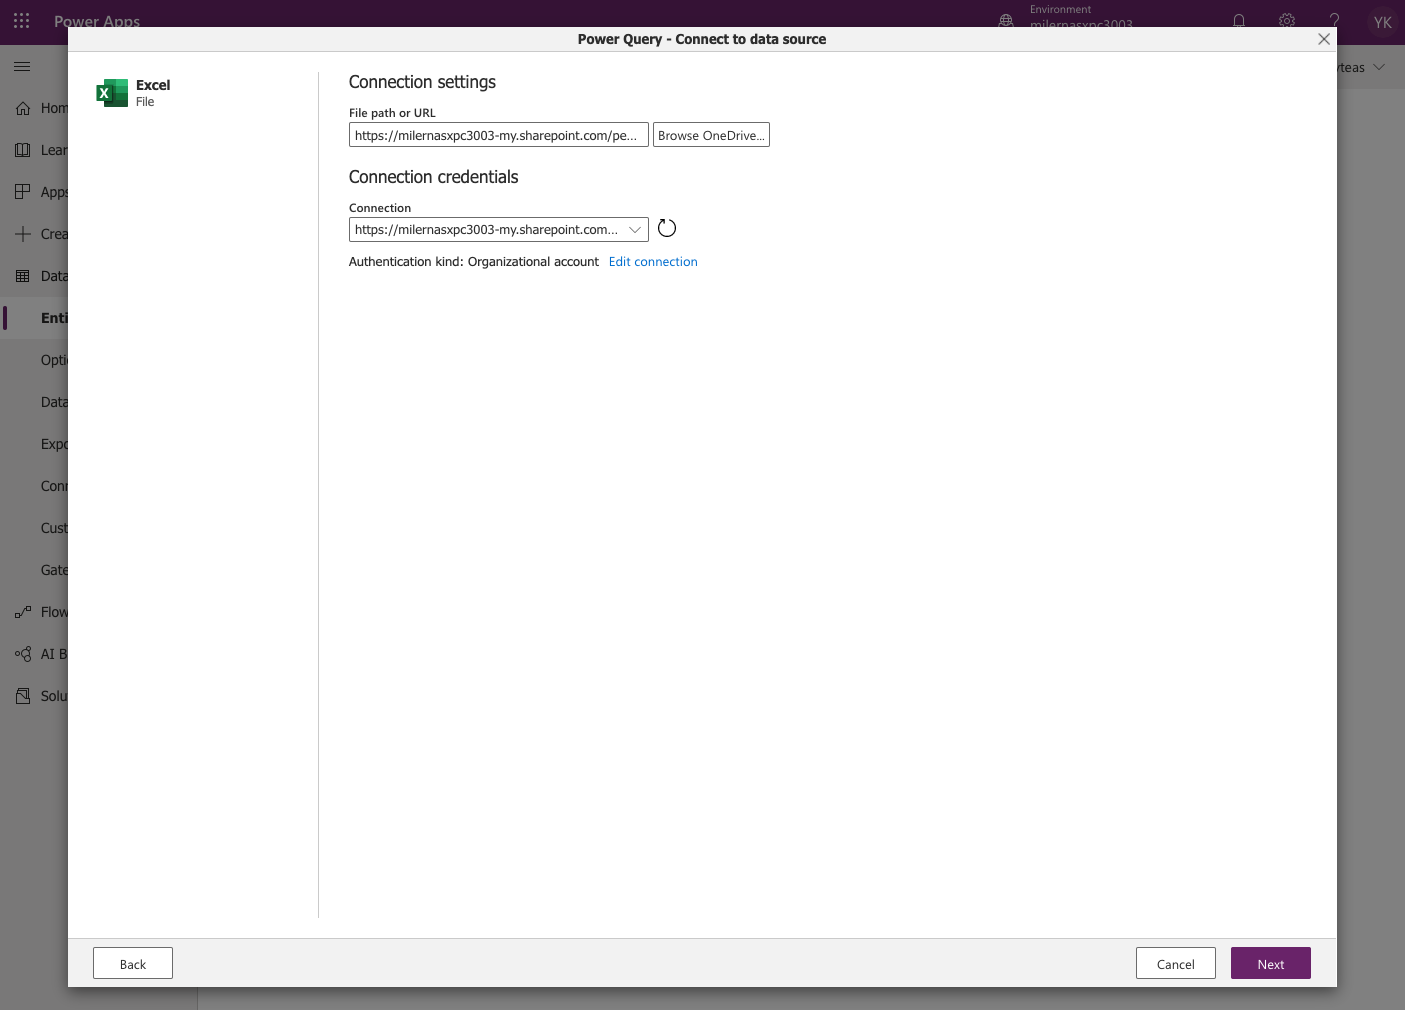 Power Apps
Environment
milernasxpc3003
?
YK
Power Query - Connect to data source
Excel
File
Connection settings
File path or URL
https://milernasxpc3003-my.sharepoint.com/pe...
Browse OneDrive...
Connection credentials
Connection
https://milernasxpc3003-my.sharepoint.com...
Authentication kind: Organizational account Edit connection
Hom
Lear
Apps
Crea
Data
Enti
Optio
Data
Expo
Conn
Cust
Gate
Flow
AI B
Solu
Back
Cancel
Next